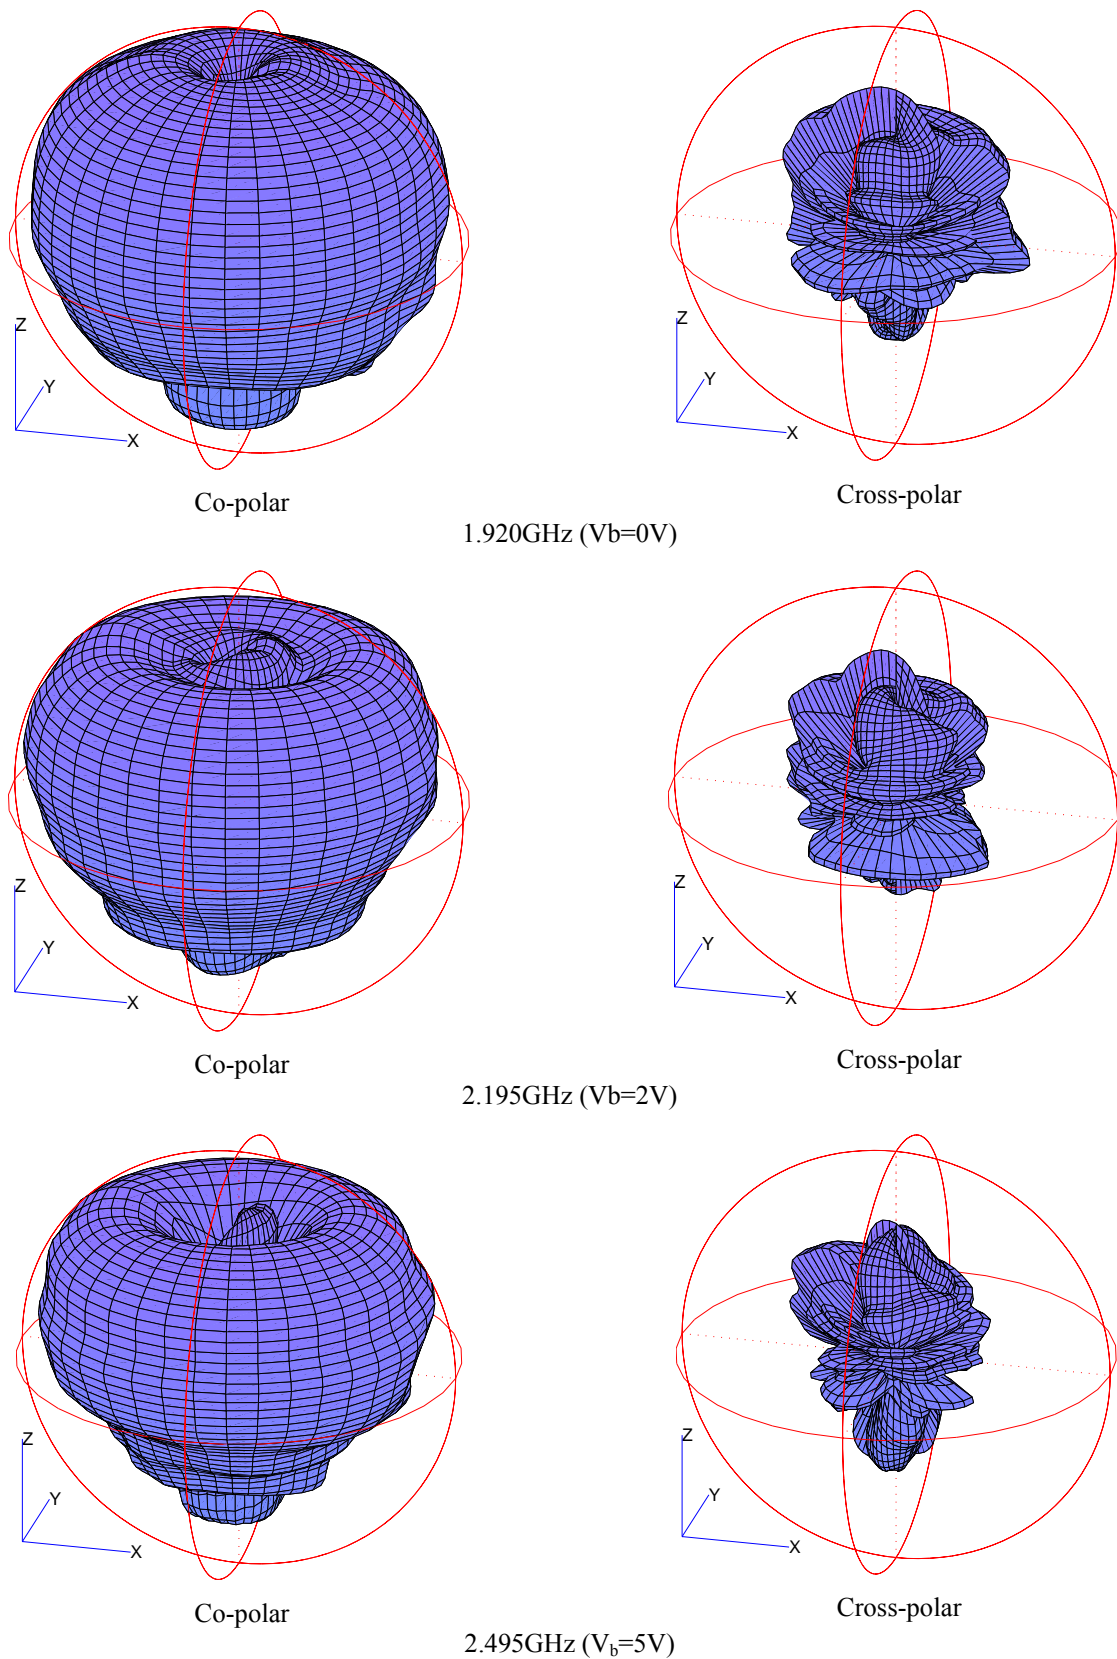 Z
Y
X
Z
Y
X
Co-polar
Cross-polar
1.920GHz (Vb=0V)
Z
Y
X
Z
Y
X
Co-polar
Cross-polar
2.195GHz (Vb=2V)
Z
Y
X
Z
Y
X
Co-polar
Cross-polar
2.495GHz (V_b=5V)